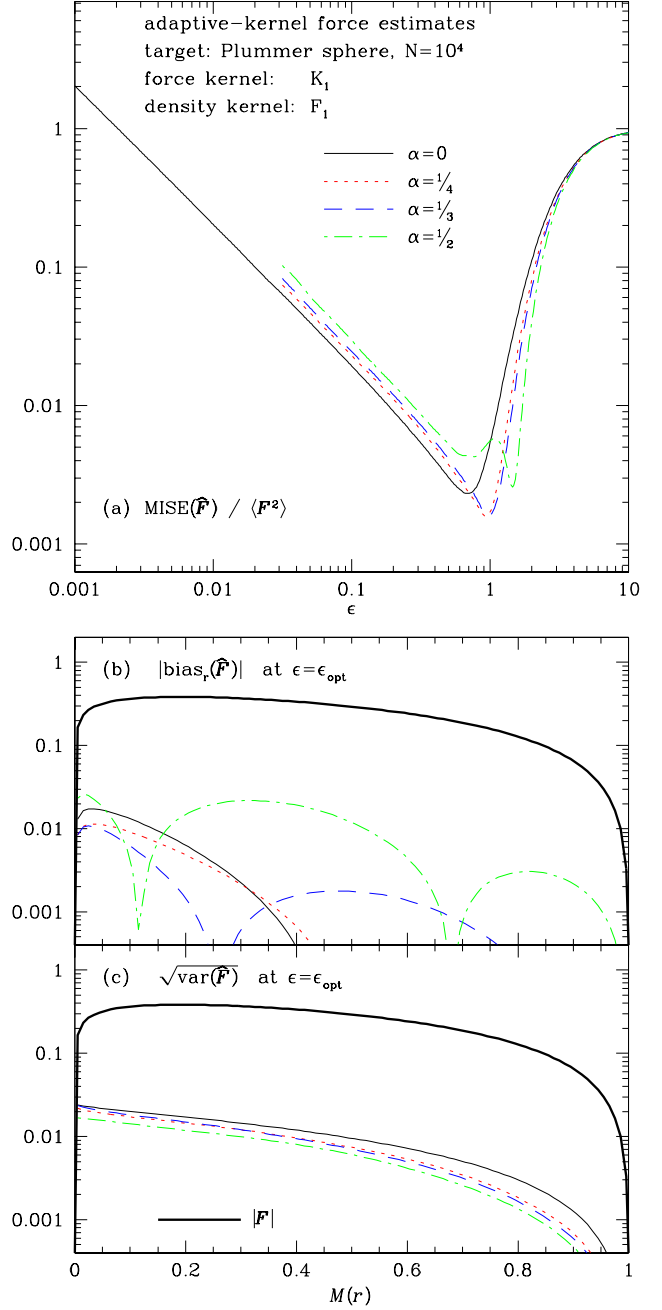 adaptive-kernel force estimates
target: Plummer sphere, N=10⁴
force kernel: K₁
density kernel: F₁
α=0
α=1/4
α=1/3
α=1/2
1
0.1
0.01
0.001
(a) MISE(F̂) / ⟨F²⟩
0.001 0.01 0.1 1 10
ϵ
(b) |bias_r(F̂)| at ϵ=ϵ_opt
1
0.1
0.01
0.001
(c) √var(F̂) at ϵ=ϵ_opt
1
0.1
0.01
0.001
|F|
0 0.2 0.4 0.6 0.8 1
M(r)